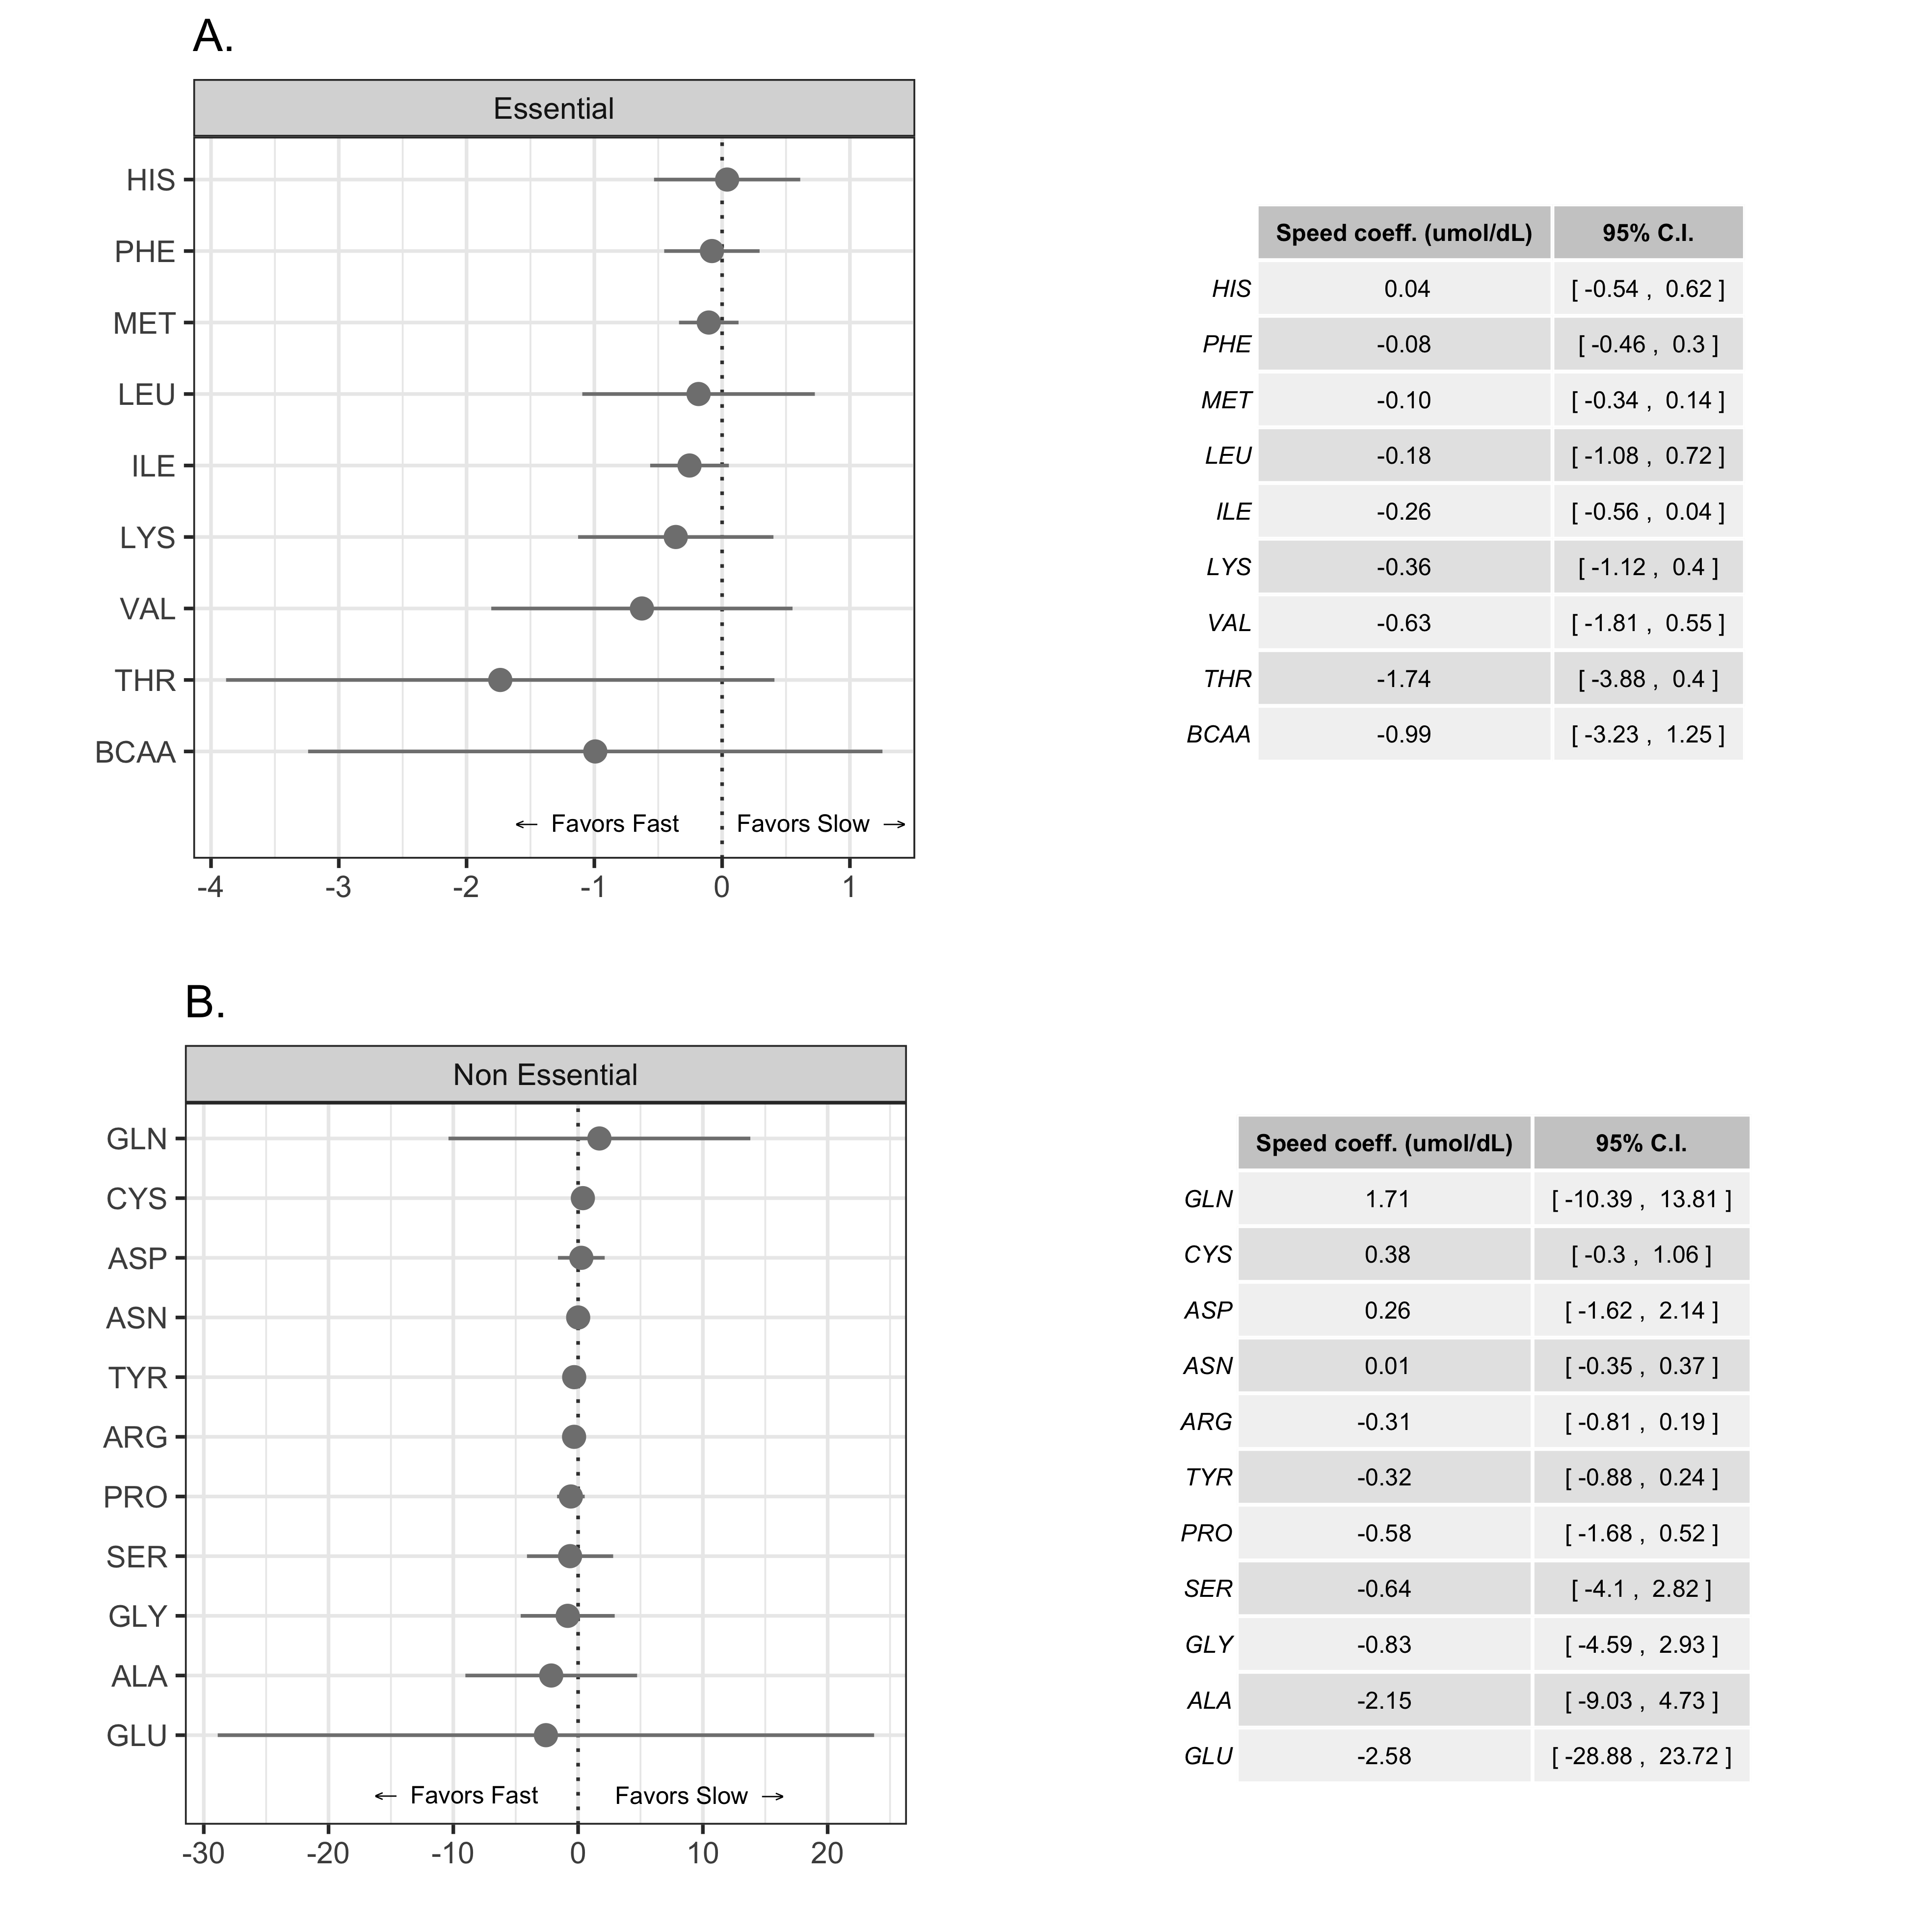 A.
Essential
HIS
PHE
MET
LEU
ILE
LYS
VAL
THR
BCAA
← Favors Fast Favors Slow →
-4 -3 -2 -1 0 1
Speed coeff. (umol/dL) 95% C.I.
HIS 0.04 [ -0.54 , 0.62 ]
PHE -0.08 [ -0.46 , 0.3 ]
MET -0.10 [ -0.34 , 0.14 ]
LEU -0.18 [ -1.08 , 0.72 ]
ILE -0.26 [ -0.56 , 0.04 ]
LYS -0.36 [ -1.12 , 0.4 ]
VAL -0.63 [ -1.81 , 0.55 ]
THR -1.74 [ -3.88 , 0.4 ]
BCAA -0.99 [ -3.23 , 1.25 ]
B.
Non Essential
GLN
CYS
ASP
ASN
TYR
ARG
PRO
SER
GLY
ALA
GLU
← Favors Fast Favors Slow →
-30 -20 -10 0 10 20
Speed coeff. (umol/dL) 95% C.I.
GLN 1.71 [ -10.39 , 13.81 ]
CYS 0.38 [ -0.3 , 1.06 ]
ASP 0.26 [ -1.62 , 2.14 ]
ASN 0.01 [ -0.35 , 0.37 ]
ARG -0.31 [ -0.81 , 0.19 ]
TYR -0.32 [ -0.88 , 0.24 ]
PRO -0.58 [ -1.68 , 0.52 ]
SER -0.64 [ -4.1 , 2.82 ]
GLY -0.83 [ -4.59 , 2.93 ]
ALA -2.15 [ -9.03 , 4.73 ]
GLU -2.58 [ -28.88 , 23.72 ]